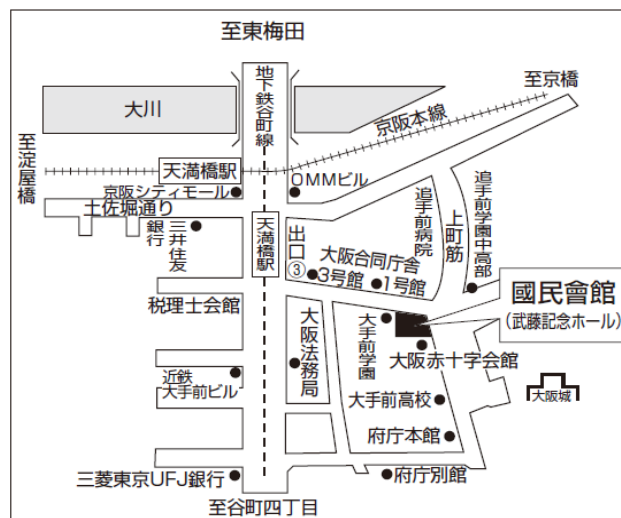 至東梅田
至京橋
地下鉄谷町線
大川
京阪本線
至淀屋橋
天満橋駅
京阪シティモール
OMMビル
土佐堀通り
三井住友
銀行
天満橋駅
出口
③
大阪合同庁舎
3号館
1号館
追手前病院
上町筋
追手前学園中高部
税理士会館
國民會館
(武藤記念ホール)
大阪法務局
大手前学園
大阪赤十字会館
近鉄
大手前ビル
大手前高校
大阪城
府庁本館
三菱東京UFJ銀行
府庁別館
至谷町四丁目